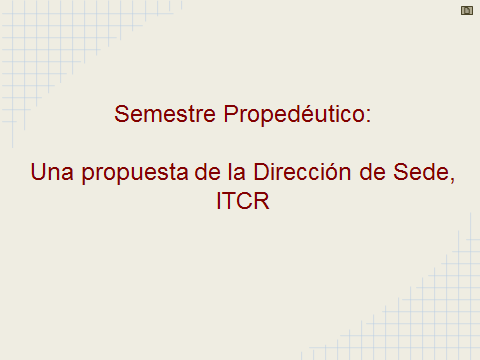 Semestre Propedéutico:
Una propuesta de la Dirección de Sede,
ITCR